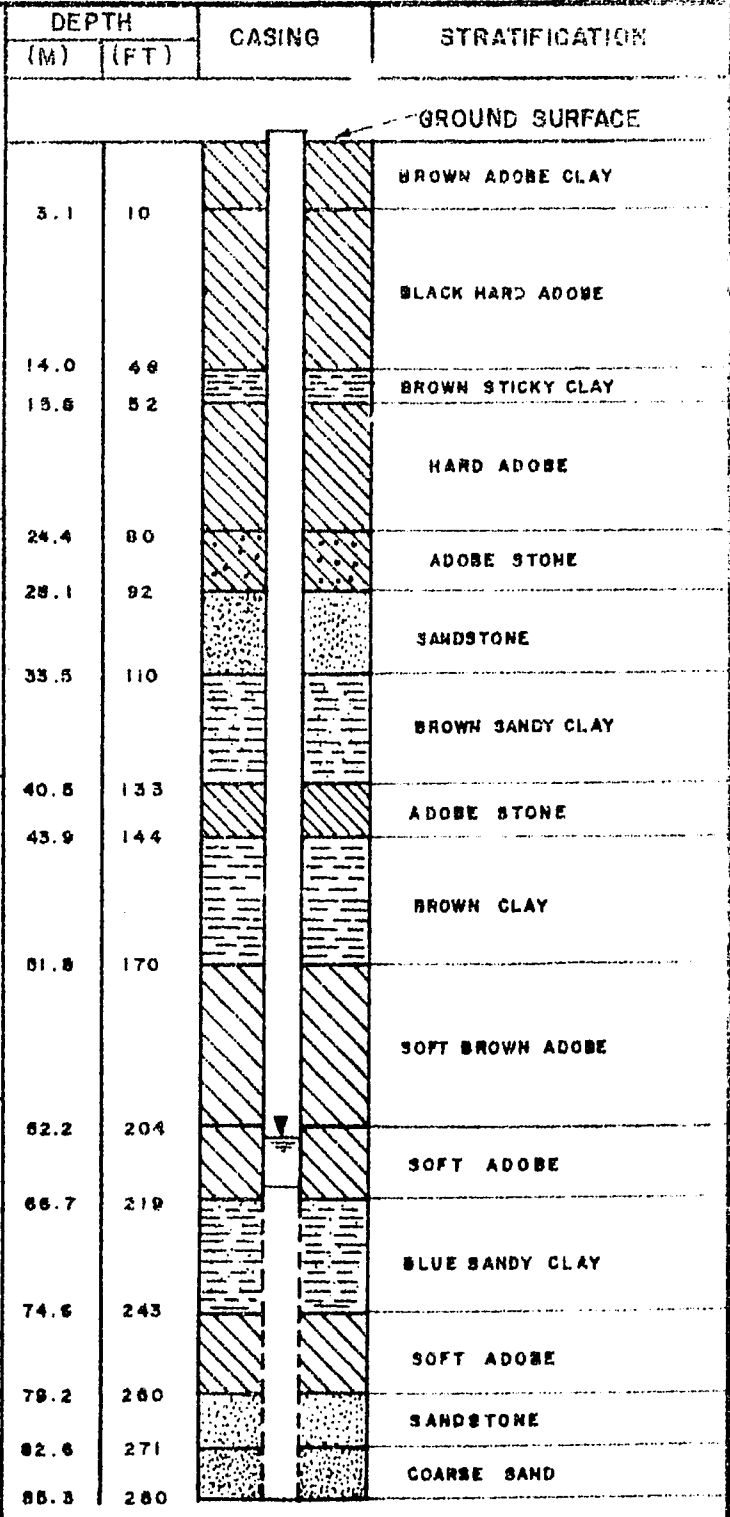 DEPTH CASING STRATIFICATION
(M) (FT)
GROUND SURFACE
BROWN ADOBE CLAY
3.1 10
BLACK HARD ADOBE
14.0 46
BROWN STICKY CLAY
15.8 52
HARD ADOBE
24.4 80
ADOBE STONE
28.1 92
SANDSTONE
33.5 110
BROWN SANDY CLAY
40.5 133
ADOBE STONE
43.9 144
BROWN CLAY
51.8 170
SOFT BROWN ADOBE
62.2 204
SOFT ADOBE
66.7 219
BLUE SANDY CLAY
74.6 243
SOFT ADOBE
79.2 260
SANDSTONE
82.6 271
COARSE SAND
85.3 280